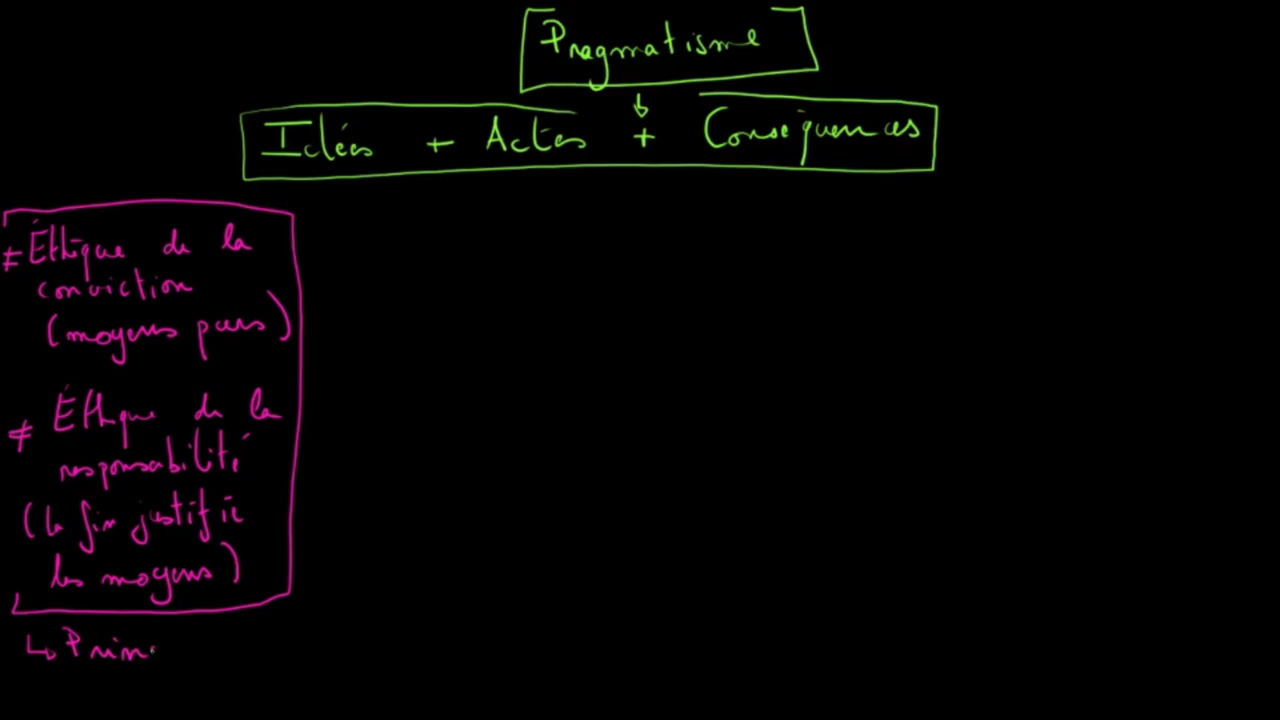 Pragmatisme
Idées + Actes + Conséquences
≠ Éthique de la
conviction
(moyens purs)
≠ Éthique de la
responsabilité
(la fin justifie
les moyens)
↳ Prin